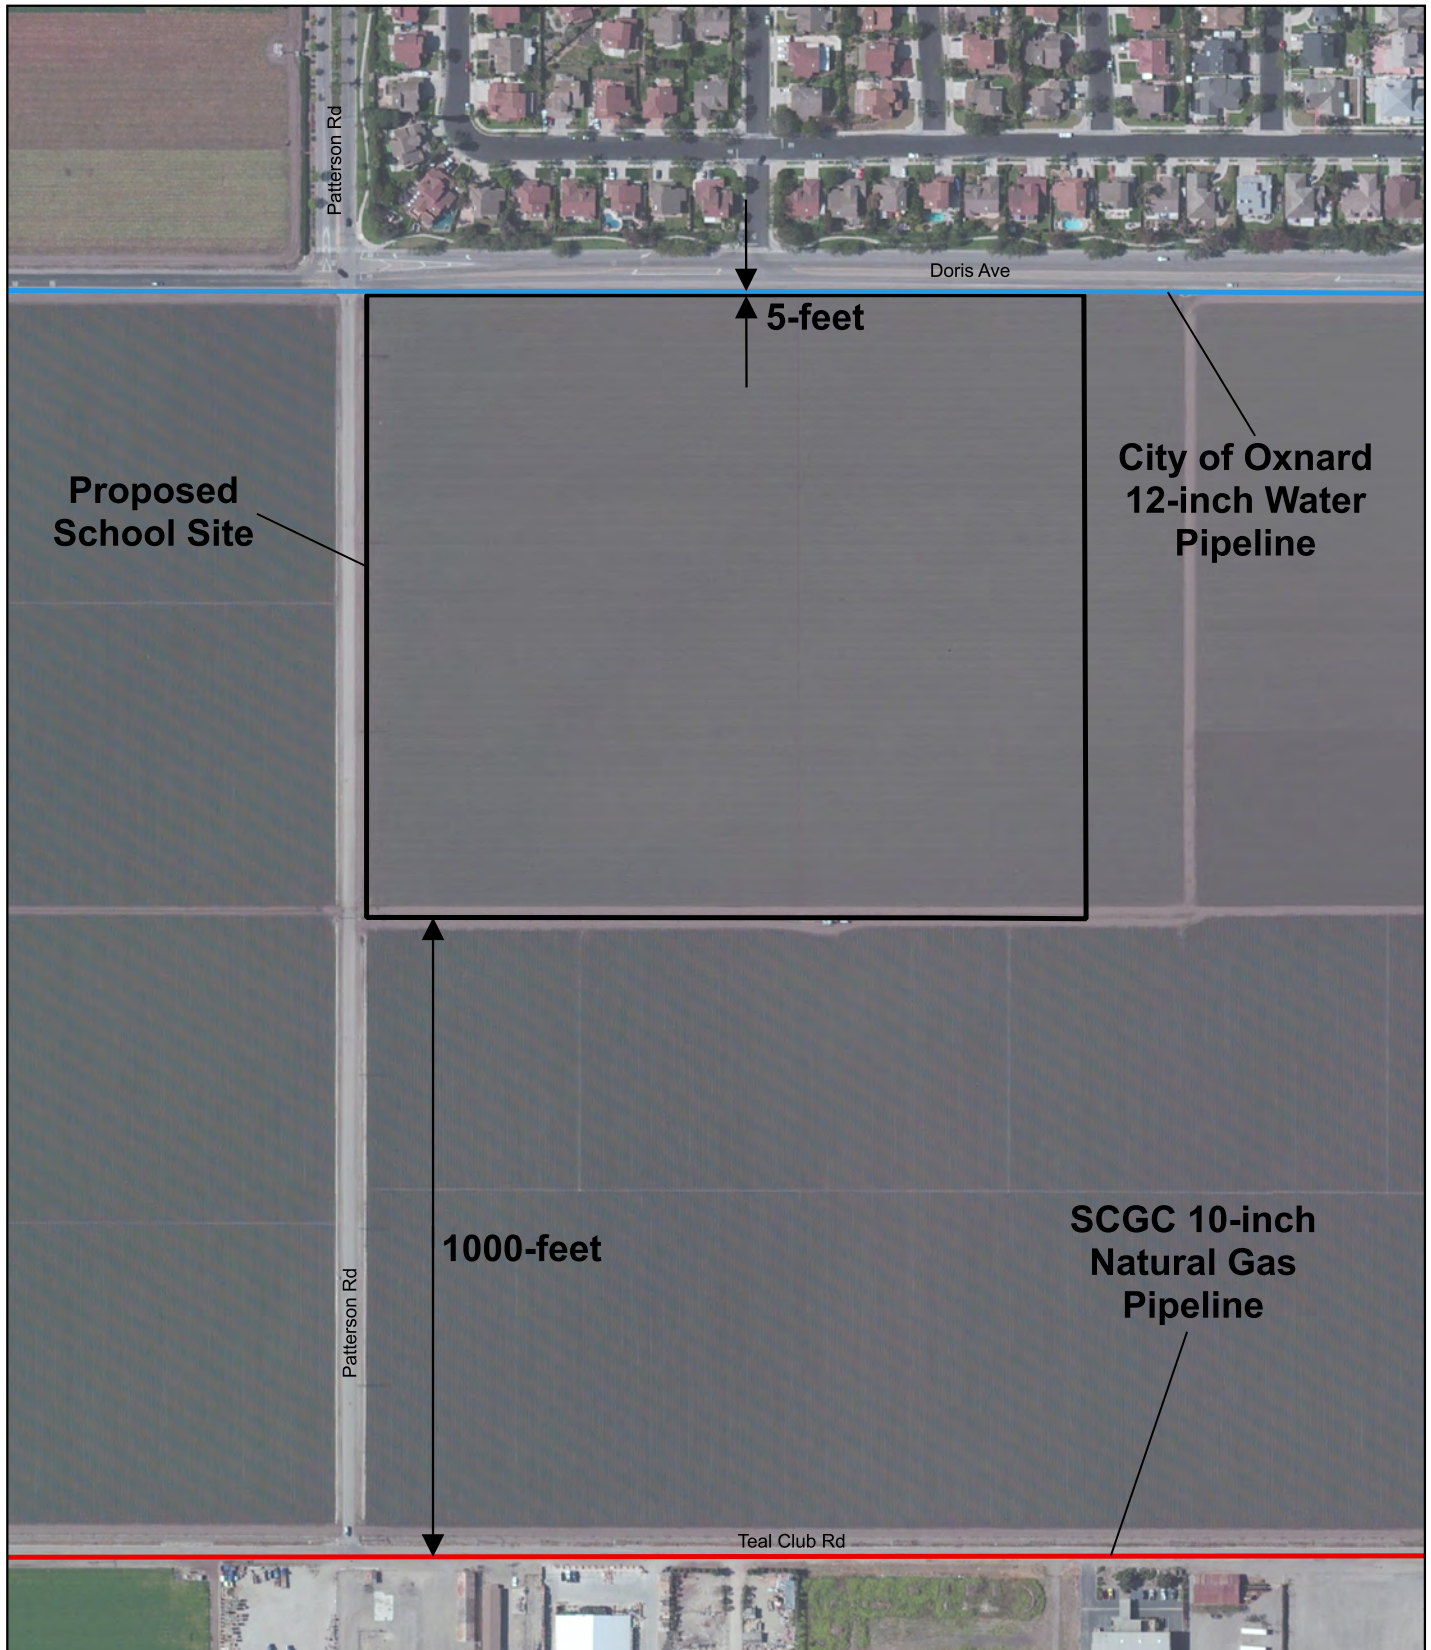 Patterson Rd
Doris Ave
5-feet
City of Oxnard
12-inch Water
Pipeline
Proposed
School Site
SCGC 10-inch
Natural Gas
Pipeline
1000-feet
Patterson Rd
Teal Club Rd